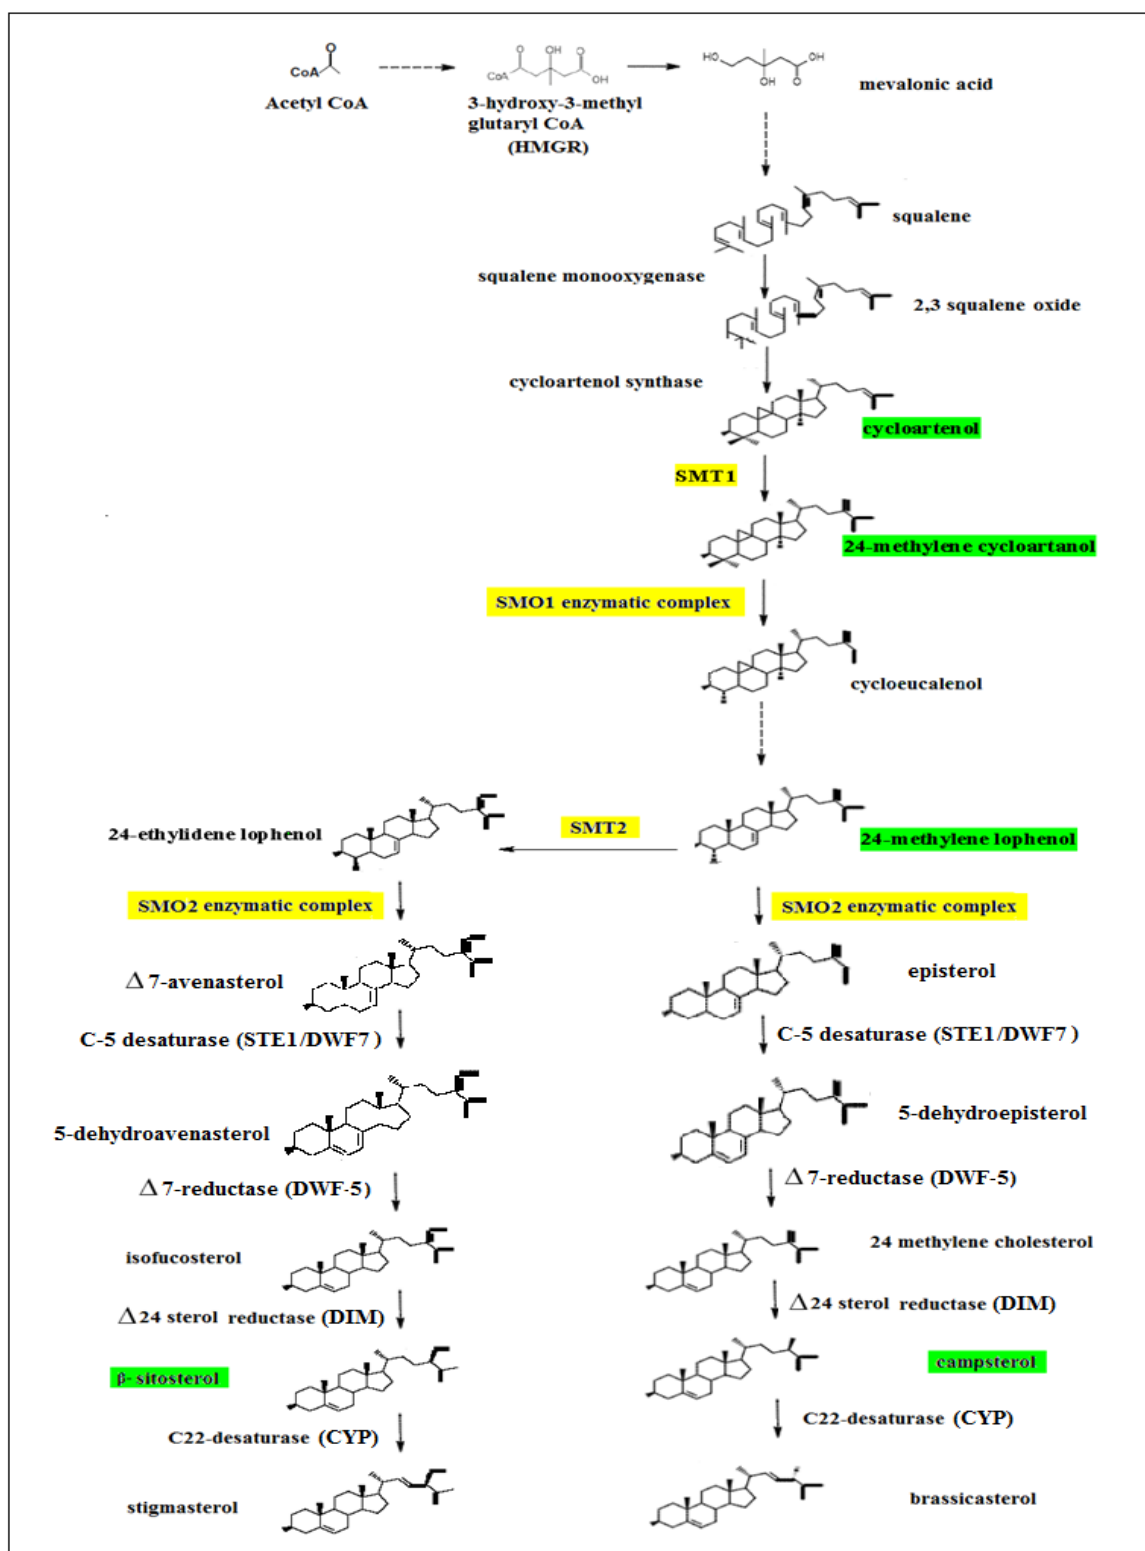 O
CoA
Acetyl CoA
O
OH
O
CoA
OH
3-hydroxy-3-methyl
glutaryl CoA
(HMGR)
HO
OH
OH
O
mevalonic acid
squalene
squalene monooxygenase
2,3 squalene oxide
cycloartenol synthase
cycloartenol
SMT1
24-methylene cycloartanol
SMO1 enzymatic complex
cycloeucalenol
24-ethylidene lophenol
SMT2
24-methylene lophenol
SMO2 enzymatic complex
SMO2 enzymatic complex
Δ 7-avenasterol
episterol
C-5 desaturase (STE1/DWF7 )
C-5 desaturase (STE1/DWF7 )
5-dehydroavenasterol
5-dehydroepisterol
Δ 7-reductase (DWF-5)
Δ 7-reductase (DWF-5)
isofucosterol
24 methylene cholesterol
Δ24 sterol reductase (DIM)
Δ24 sterol reductase (DIM)
β- sitosterol
campsterol
C22-desaturase (CYP)
C22-desaturase (CYP)
stigmasterol
brassicasterol